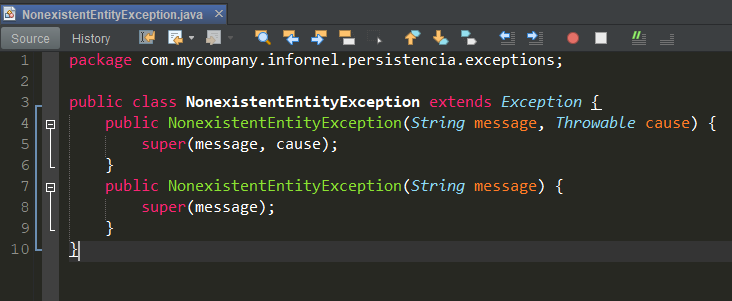 NonexistentEntityException.java ×
Source History
1 package com.mycompany.infornel.persistencia.exceptions;
2
3 public class NonexistentEntityException extends Exception {
4 public NonexistentEntityException(String message, Throwable cause) {
5 super(message, cause);
6 }
7 public NonexistentEntityException(String message) {
8 super(message);
9 }
10 }